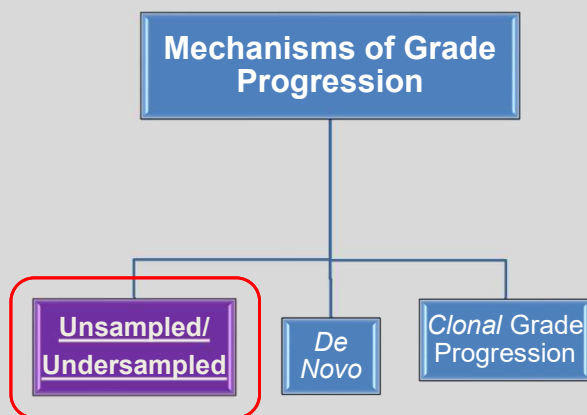 Mechanisms of Grade
Progression
Unsampled/
Undersampled
De
Novo
Clonal Grade
Progression